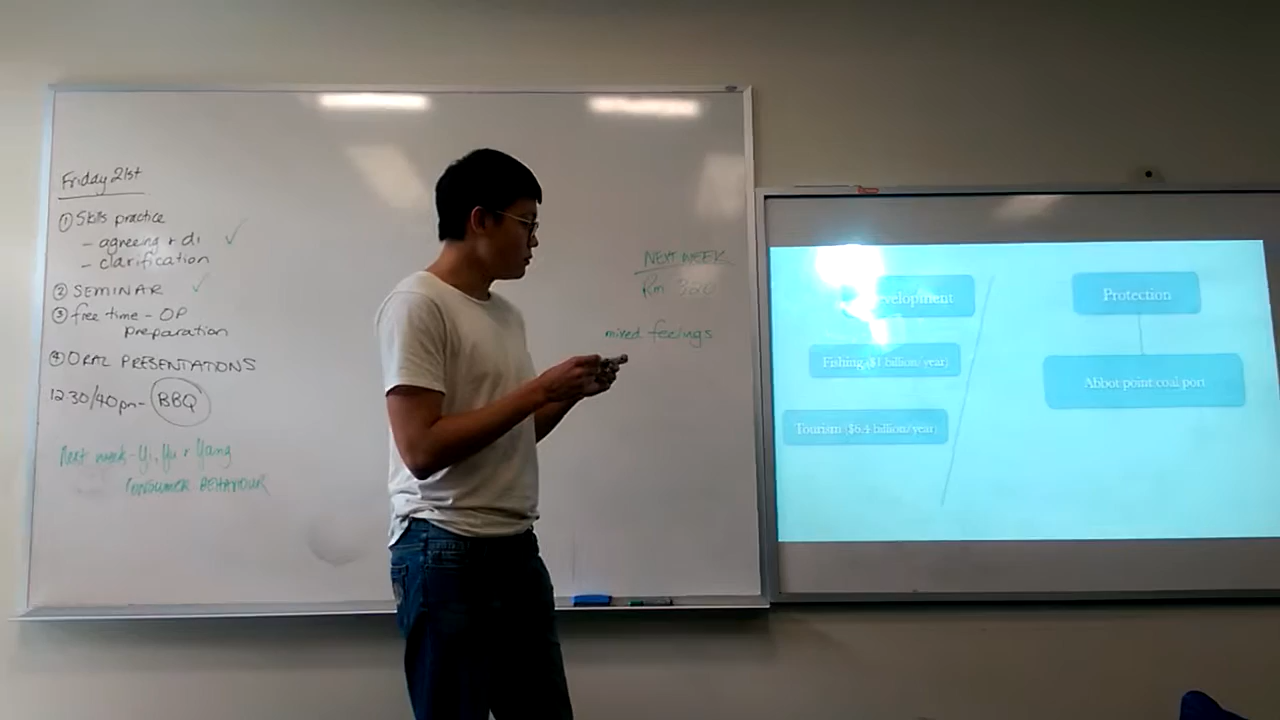 Friday 21st
① Skills practice
- agreeing + di
- clarification
② SEMINAR
③ free time - OP
preparation
④ ORAL PRESENTATIONS
12.30/40pm - BBQ
Next week - Yi, Yu + Yang
CONSUMER BEHAVIOUR
NEXT WEEK
Rm 320
mixed feelings
evelopment
Fishing ($1 billion/year)
Tourism ($6.4 billion/year)
Protection
Abbot point coal port